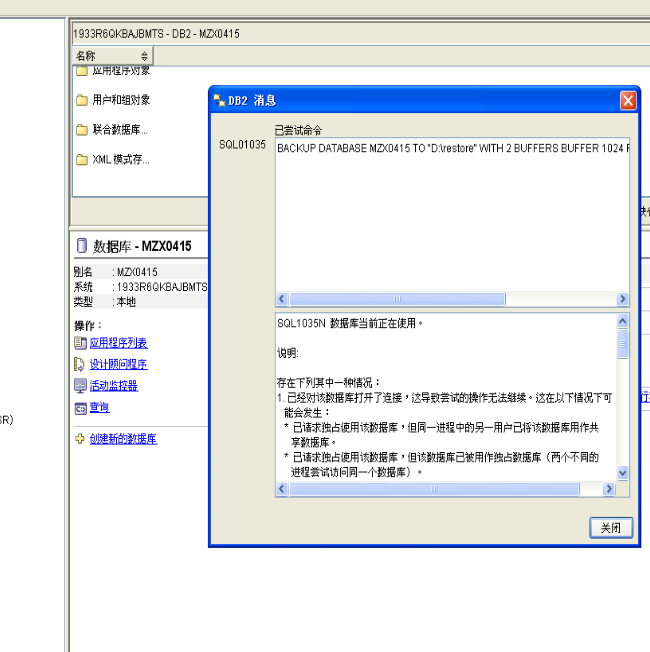 1933R6QKBAJBMTS - DB2 - MZX0415
名称
应用程序对象
用户和组对象
联合数据库...
XML 模式存...
DB2 消息
已尝试命令
SQL01035
BACKUP DATABASE MZX0415 TO "D:\restore" WITH 2 BUFFERS BUFFER 1024 F
数据库 - MZX0415
别名 : MZX0415
系统 : 1933R6QKBAJBMTS
类型 : 本地
操作：
应用程序列表
设计顾问程序
活动监控器
查询
创建新的数据库
SQL1035N 数据库当前正在使用。
说明:
存在下列其中一种情况：
1. 已经对该数据库打开了连接，这导致尝试的操作无法继续。这在以下情况下可
能会发生：
* 已请求独占使用该数据库，但同一进程中的另一用户已将该数据库用作共
享数据库。
* 已请求独占使用该数据库，但该数据库已被用作独占数据库（两个不同的
进程尝试访问同一个数据库）。
关闭
BR)
行